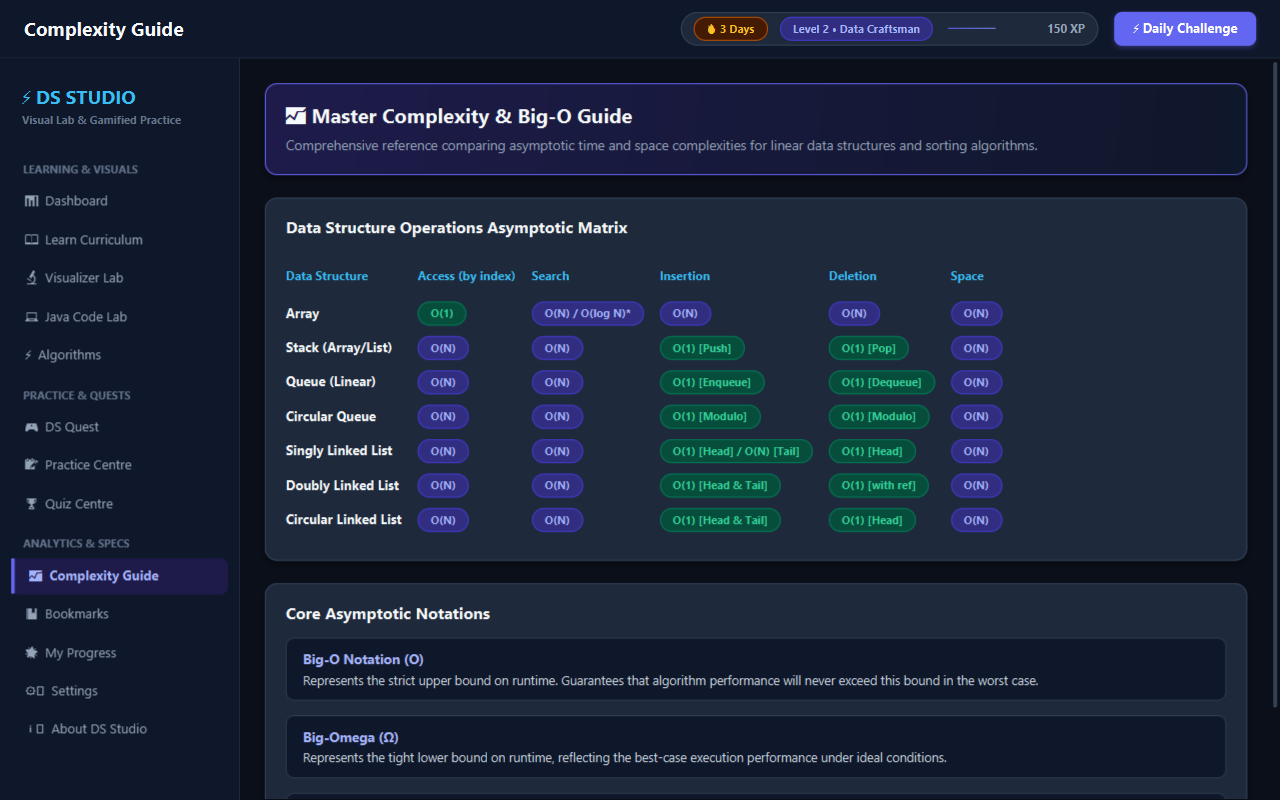 Complexity Guide
3 Days
Level 2 • Data Craftsman
150 XP
⚡ Daily Challenge
⚡ DS STUDIO
Visual Lab & Gamified Practice
LEARNING & VISUALS
Dashboard
Learn Curriculum
Visualizer Lab
Java Code Lab
⚡ Algorithms
PRACTICE & QUESTS
DS Quest
Practice Centre
Quiz Centre
ANALYTICS & SPECS
Complexity Guide
Bookmarks
My Progress
Settings
About DS Studio
Master Complexity & Big-O Guide
Comprehensive reference comparing asymptotic time and space complexities for linear data structures and sorting algorithms.
Data Structure Operations Asymptotic Matrix
Data Structure Access (by index) Search Insertion Deletion Space
Array O(1) O(N) / O(log N)* O(N) O(N) O(N)
Stack (Array/List) O(N) O(N) O(1) [Push] O(1) [Pop] O(N)
Queue (Linear) O(N) O(N) O(1) [Enqueue] O(1) [Dequeue] O(N)
Circular Queue O(N) O(N) O(1) [Modulo] O(1) [Modulo] O(N)
Singly Linked List O(N) O(N) O(1) [Head] / O(N) [Tail] O(1) [Head] O(N)
Doubly Linked List O(N) O(N) O(1) [Head & Tail] O(1) [with ref] O(N)
Circular Linked List O(N) O(N) O(1) [Head & Tail] O(1) [Head] O(N)
Core Asymptotic Notations
Big-O Notation (O)
Represents the strict upper bound on runtime. Guarantees that algorithm performance will never exceed this bound in the worst case.
Big-Omega (Ω)
Represents the tight lower bound on runtime, reflecting the best-case execution performance under ideal conditions.